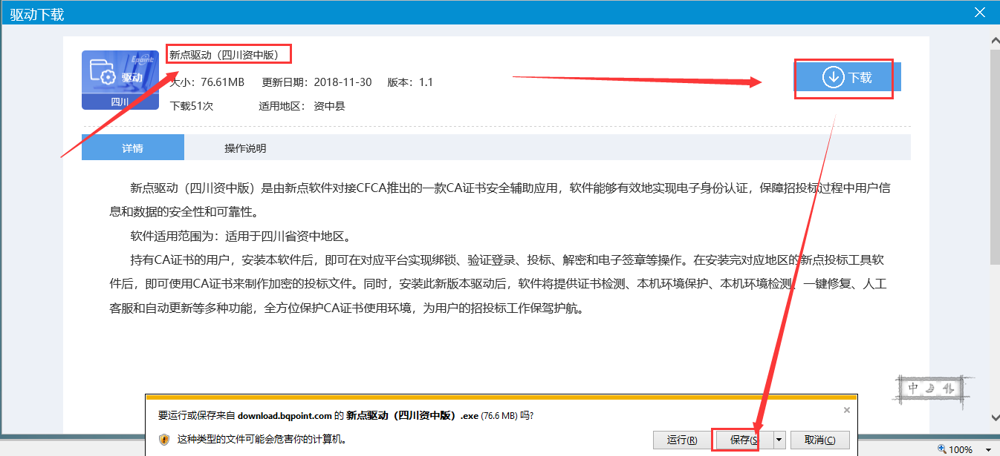 驱动下载
Epoint
驱动
四川
新点驱动（四川资中版）
大小：76.61MB 更新日期：2018-11-30 版本：1.1
下载51次 适用地区： 资中县
下载
详情 操作说明
新点驱动（四川资中版）是由新点软件对接CFCA推出的一款CA证书安全辅助应用，软件能够有效地实现电子身份认证，保障招投标过程中用户信
息和数据的安全性和可靠性。
软件适用范围为：适用于四川省资中地区。
持有CA证书的用户，安装本软件后，即可在对应平台实现绑锁、验证登录、投标、解密和电子签章等操作。在安装完对应地区的新点投标工具软
件后，即可使用CA证书来制作加密的投标文件。同时，安装此新版本驱动后，软件将提供证书检测、本机环境保护、本机环境检测、一键修复、人工
客服和自动更新等多种功能，全方位保护CA证书使用环境，为用户的招投标工作保驾护航。
要运行或保存来自 download.bqpoint.com 的 新点驱动（四川资中版）.exe (76.6 MB) 吗?
这种类型的文件可能会危害你的计算机。
运行(R) 保存(S) 取消(C)
100%